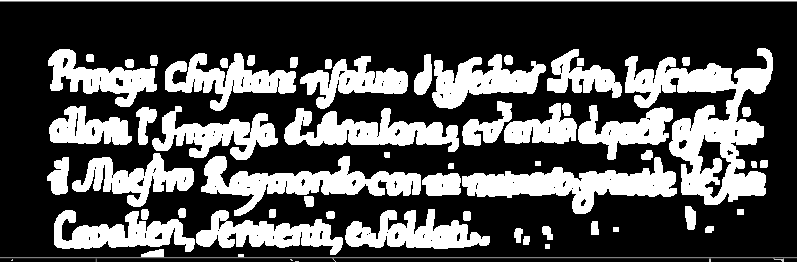 Principi Christiani risoluto d'assediar Tiro, lasciata per
allora l'Impresa d'Ascalona, e v'andò à quell'assedio
il Maestro Raymondo con un numero grande de' suoi
Cavalieri, Servienti, e Soldati.